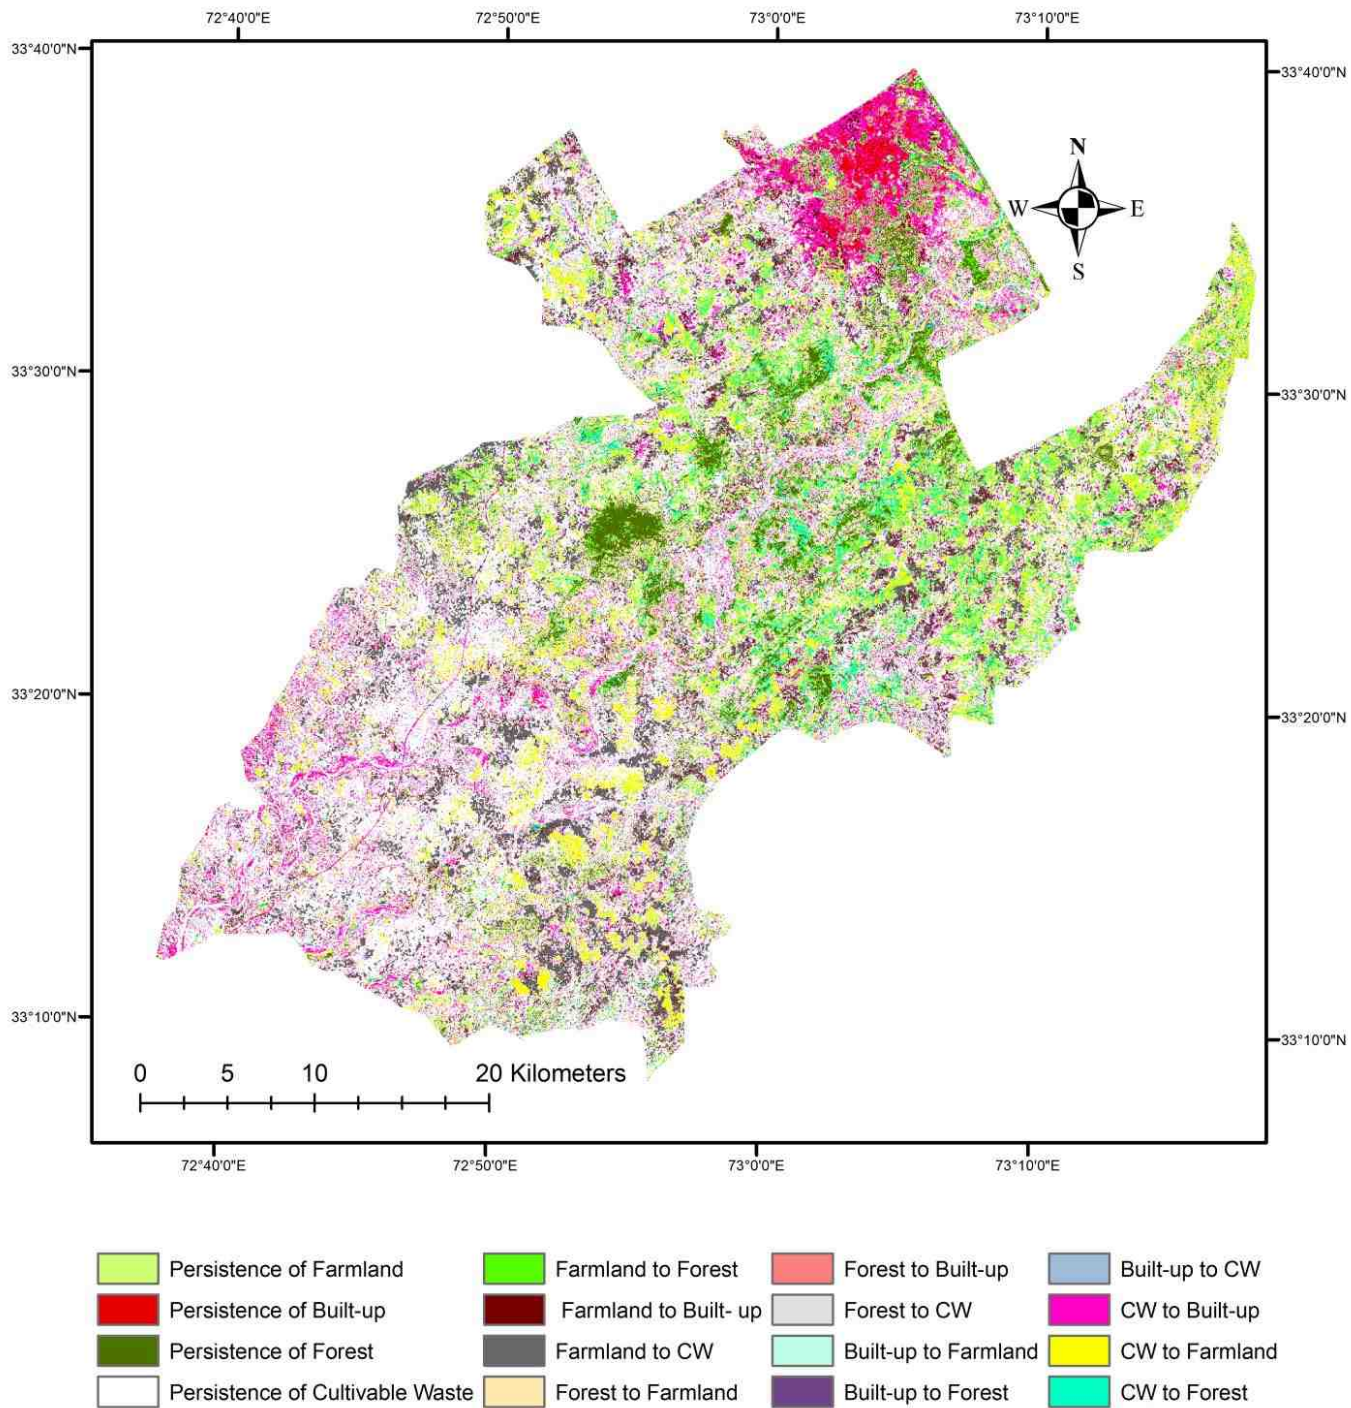 72°40'0"E 72°50'0"E 73°0'0"E 73°10'0"E
33°40'0"N
33°40'0"N
N
W E
S
33°30'0"N
33°30'0"N
33°20'0"N
33°20'0"N
33°10'0"N
33°10'0"N
0 5 10 20 Kilometers
72°40'0"E 72°50'0"E 73°0'0"E 73°10'0"E
Persistence of Farmland Farmland to Forest Forest to Built-up Built-up to CW
Persistence of Built-up Farmland to Built- up Forest to CW CW to Built-up
Persistence of Forest Farmland to CW Built-up to Farmland CW to Farmland
Persistence of Cultivable Waste Forest to Farmland Built-up to Forest CW to Forest